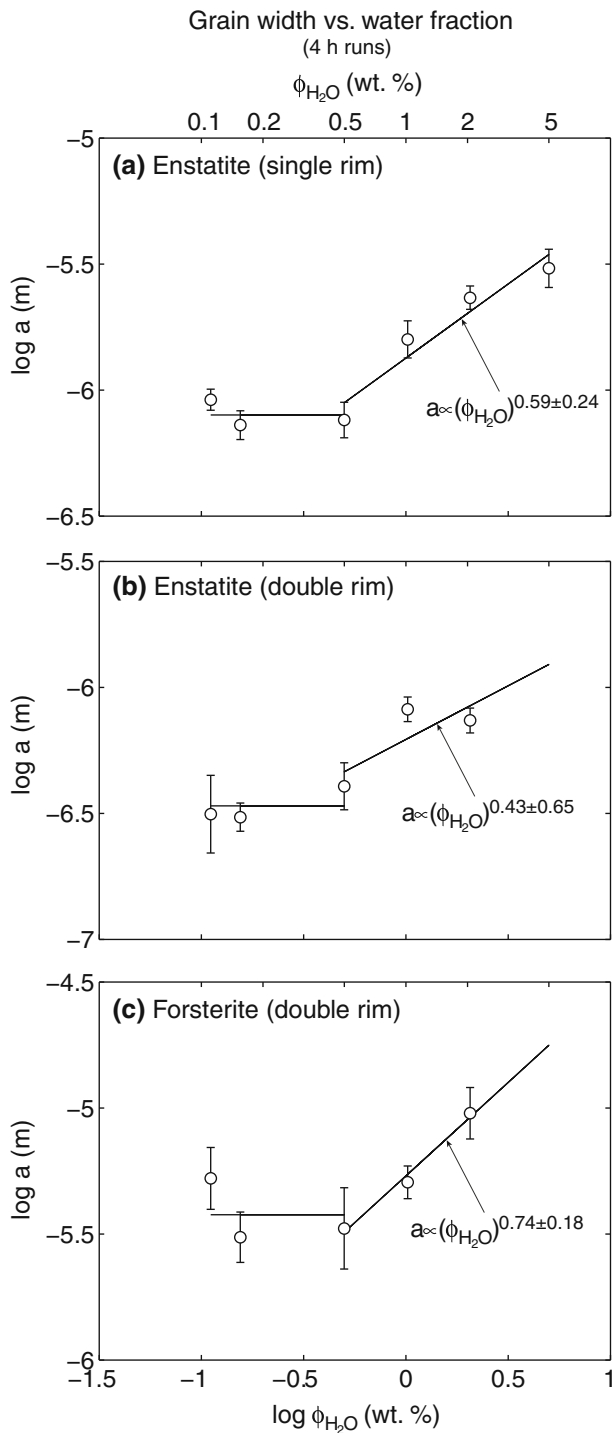 Grain width vs. water fraction
(4 h runs)
ϕH₂O (wt. %)
0.1 0.2 0.5 1 2 5
−5
(a) Enstatite (single rim)
−5.5
log a (m)
−6
a∝(ϕH₂O)^0.59±0.24
−6.5
−5.5
(b) Enstatite (double rim)
−6
log a (m)
−6.5
a∝(ϕH₂O)^0.43±0.65
−7
−4.5
(c) Forsterite (double rim)
−5
log a (m)
−5.5
a∝(ϕH₂O)^0.74±0.18
−6
−1.5 −1 −0.5 0 0.5 1
log ϕH₂O (wt. %)